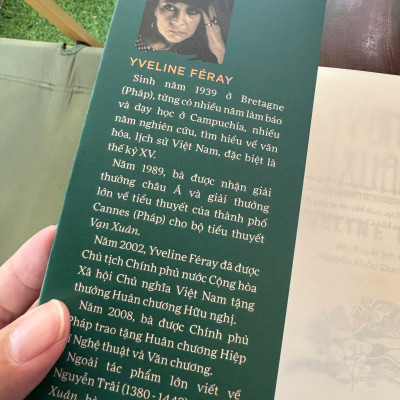 YVELINE FÉRAY
Sinh năm 1939 ở Bretagne
(Pháp), từng có nhiều năm làm báo
và dạy học ở Campuchia, nhiều
năm nghiên cứu, tìm hiểu về văn
hóa, lịch sử Việt Nam, đặc biệt là
thế kỷ XV.
Năm 1989, bà được nhận giải
thưởng châu Á và giải thưởng
lớn về tiểu thuyết của thành phố
Cannes (Pháp) cho bộ tiểu thuyết
Vạn Xuân.
Năm 2002, Yveline Féray đã được
Chủ tịch Chính phủ nước Cộng hòa
Xã hội Chủ nghĩa Việt Nam tặng
thưởng Huân chương Hữu nghị.
Năm 2008, bà được Chính phủ
Pháp trao tặng Huân chương Hiệp
sĩ Nghệ thuật và Văn chương.
Ngoài tác phẩm lớn viết về
Nguyễn Trãi (1380 - 1442)
Xuân, bà